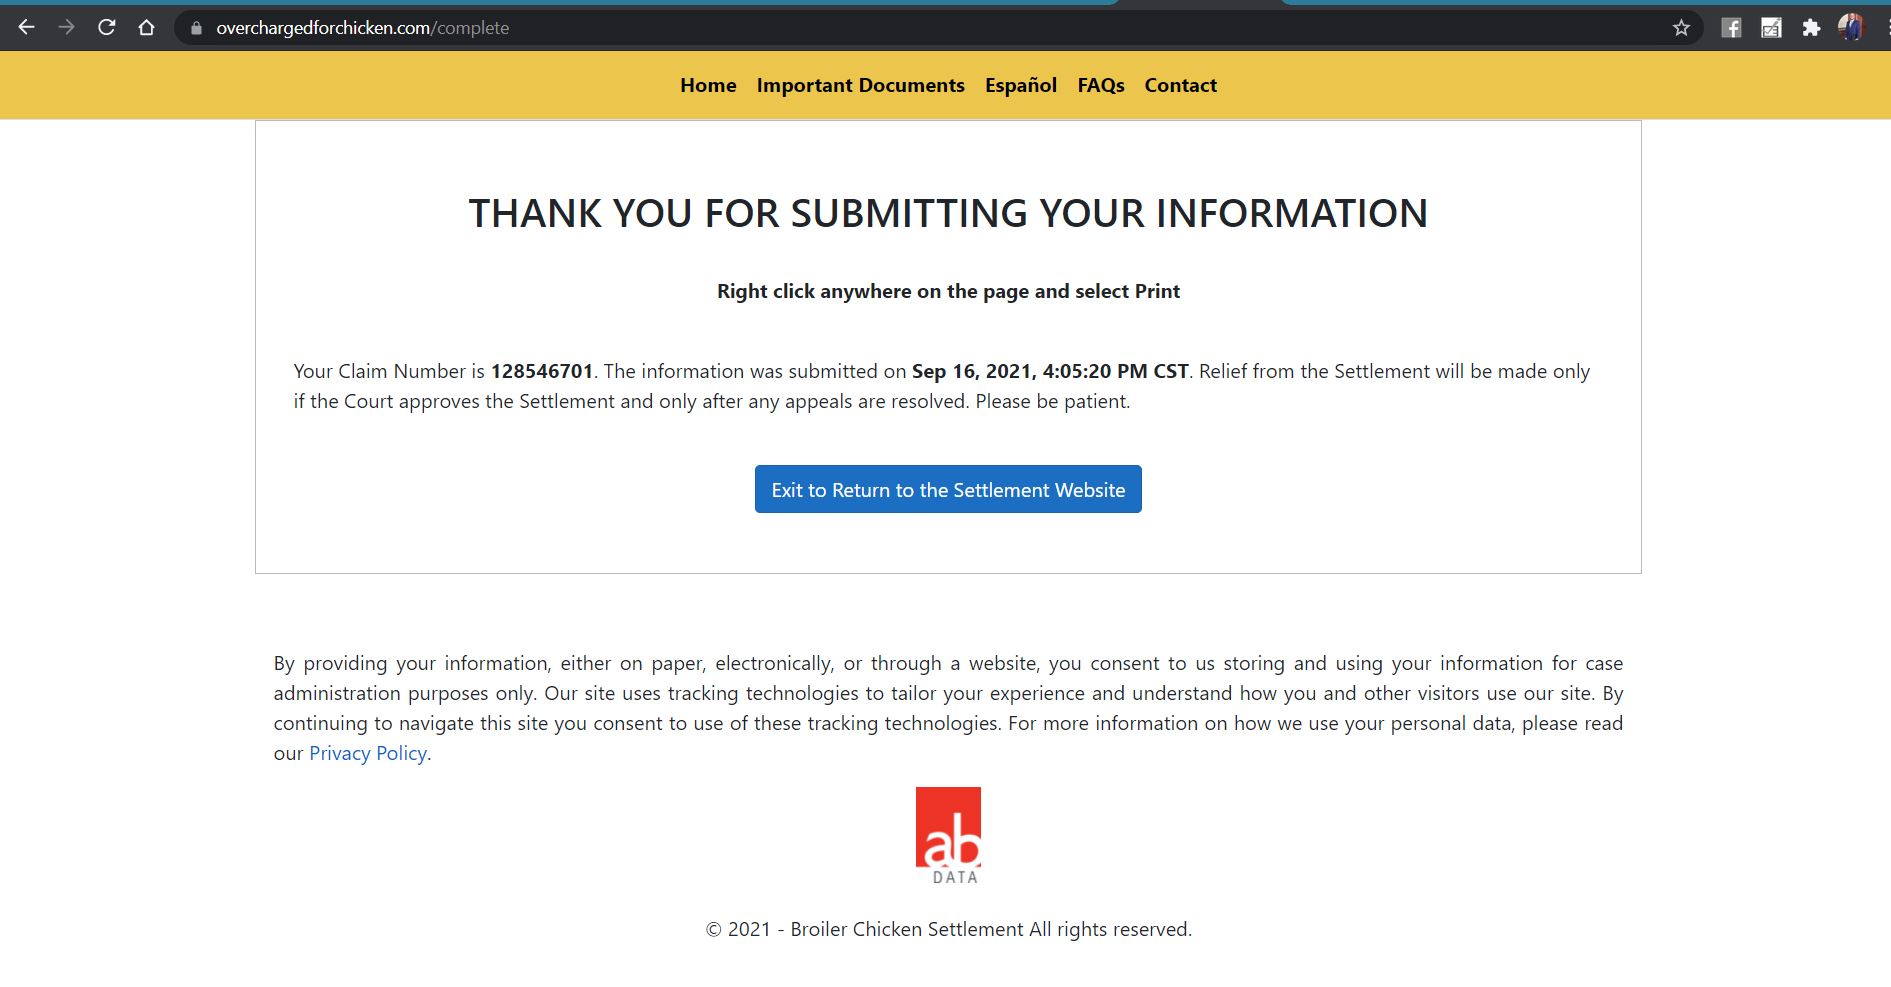 overchargedforchicken.com/complete
Home Important Documents Español FAQs Contact
THANK YOU FOR SUBMITTING YOUR INFORMATION
Right click anywhere on the page and select Print
Your Claim Number is 128546701. The information was submitted on Sep 16, 2021, 4:05:20 PM CST. Relief from the Settlement will be made only
if the Court approves the Settlement and only after any appeals are resolved. Please be patient.
Exit to Return to the Settlement Website
By providing your information, either on paper, electronically, or through a website, you consent to us storing and using your information for case
administration purposes only. Our site uses tracking technologies to tailor your experience and understand how you and other visitors use our site. By
continuing to navigate this site you consent to use of these tracking technologies. For more information on how we use your personal data, please read
our Privacy Policy.
ab
DATA
© 2021 - Broiler Chicken Settlement All rights reserved.